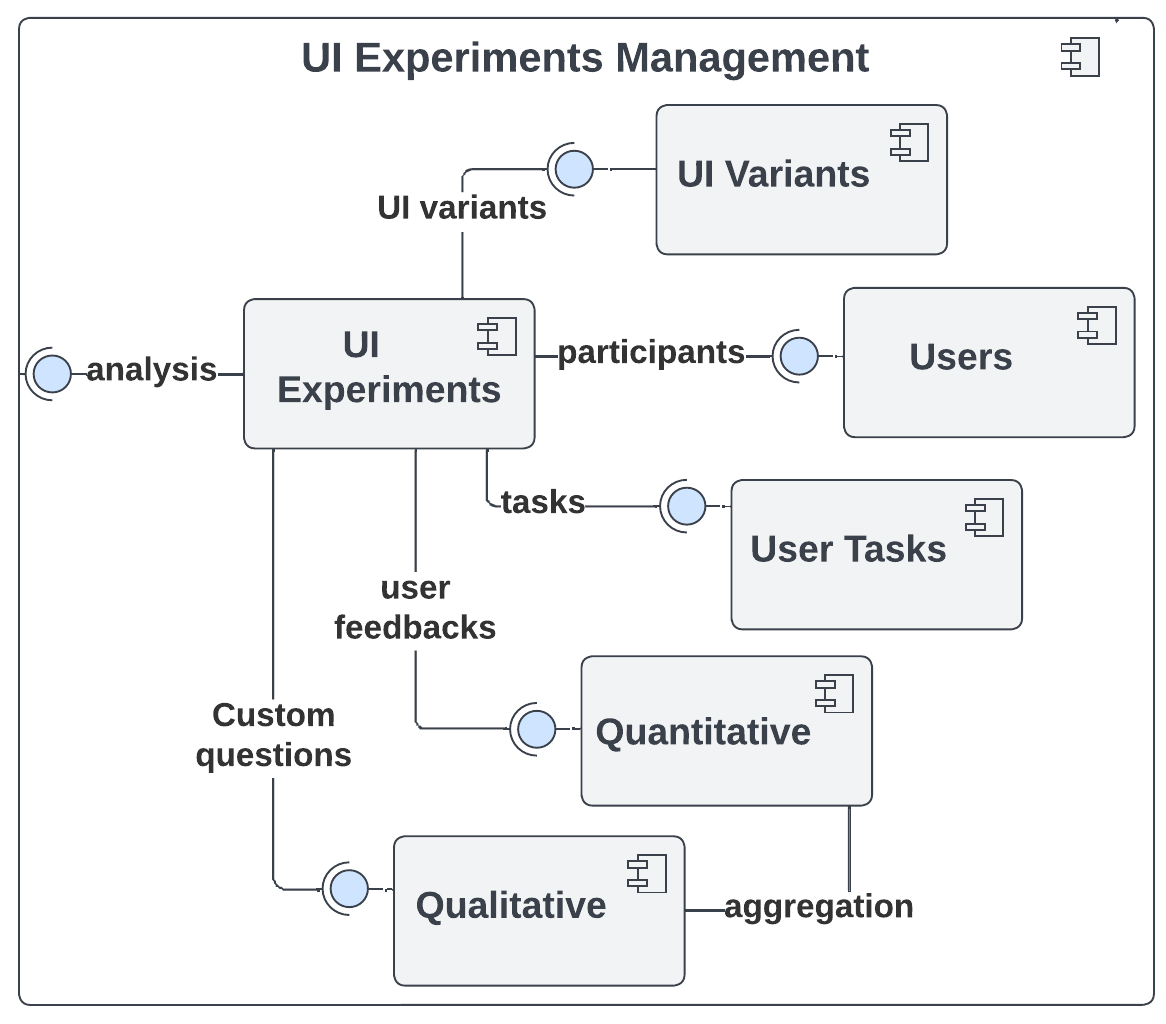 UI Experiments Management
UI Variants
UI variants
UI
Experiments
analysis
participants
Users
tasks
User Tasks
user
feedbacks
Custom
questions
Quantitative
Qualitative
aggregation